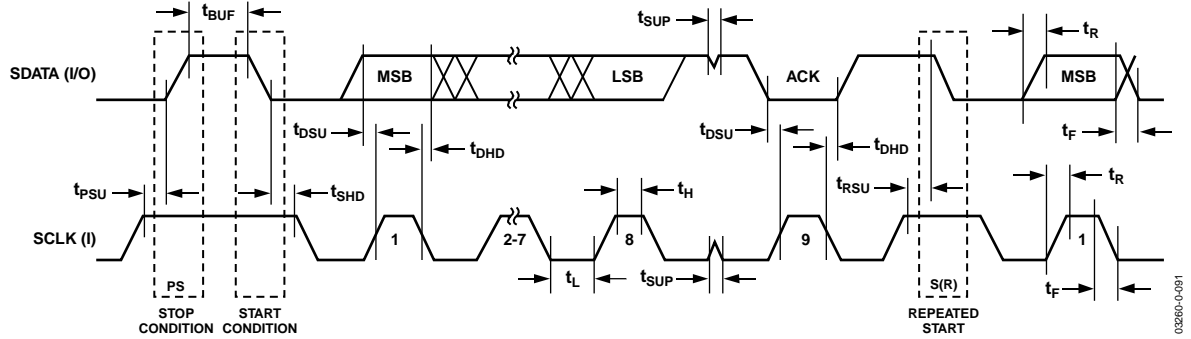 tBUF
tSUP
tR
SDATA (I/O)
MSB
LSB
ACK
MSB
tDSU
tDHD
tDSU
tDHD
tF
tPSU
tSHD
tH
tRSU
tR
SCLK (I)
1
2-7
8
9
1
PS
tL
tSUP
S(R)
tF
STOP
CONDITION
START
CONDITION
REPEATED
START
03260-0-091